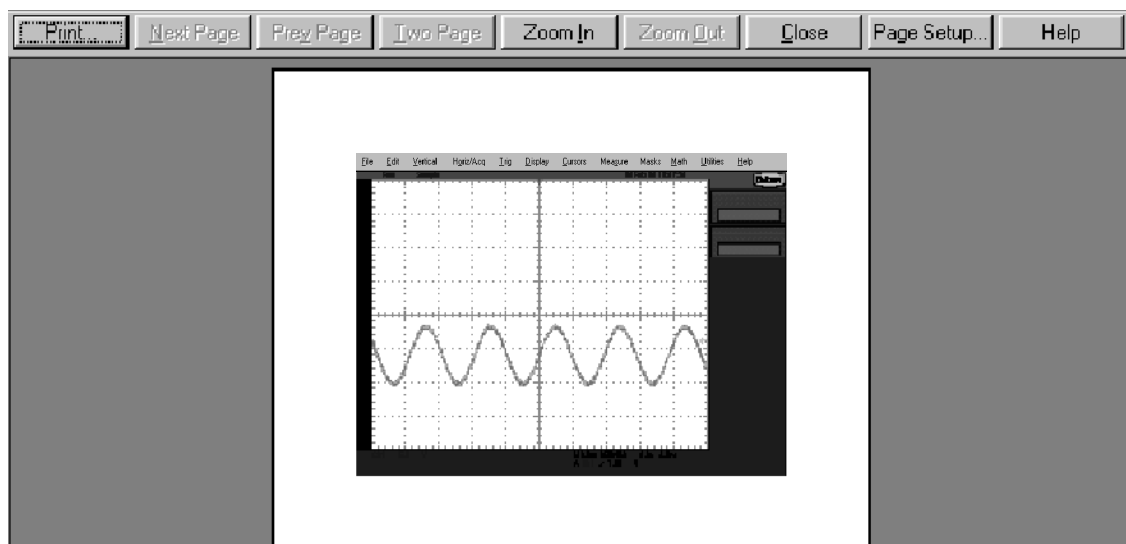 Print... Next Page Prev Page Two Page Zoom In Zoom Out Close Page Setup... Help
File Edit Vertical Horiz/Acq Trig Display Cursors Measure Masks Math Utilities Help